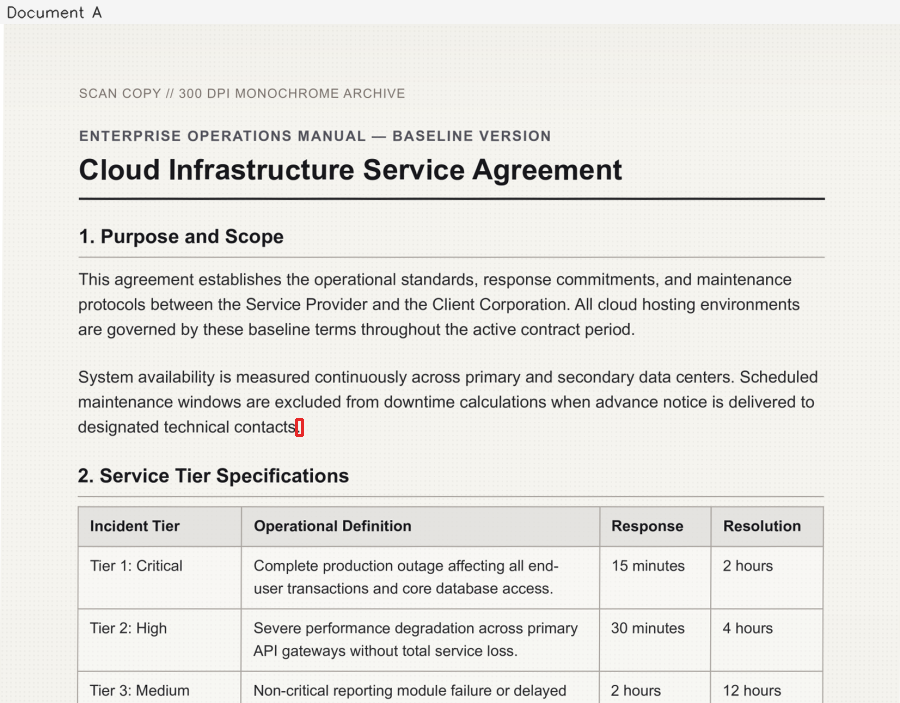 Document A
SCAN COPY // 300 DPI MONOCHROME ARCHIVE
ENTERPRISE OPERATIONS MANUAL — BASELINE VERSION
Cloud Infrastructure Service Agreement
1. Purpose and Scope
This agreement establishes the operational standards, response commitments, and maintenance
protocols between the Service Provider and the Client Corporation. All cloud hosting environments
are governed by these baseline terms throughout the active contract period.
System availability is measured continuously across primary and secondary data centers. Scheduled
maintenance windows are excluded from downtime calculations when advance notice is delivered to
designated technical contacts.
2. Service Tier Specifications
Incident Tier Operational Definition Response Resolution
Tier 1: Critical Complete production outage affecting all end- 15 minutes 2 hours
user transactions and core database access.
Tier 2: High Severe performance degradation across primary 30 minutes 4 hours
API gateways without total service loss.
Tier 3: Medium Non-critical reporting module failure or delayed 2 hours 12 hours